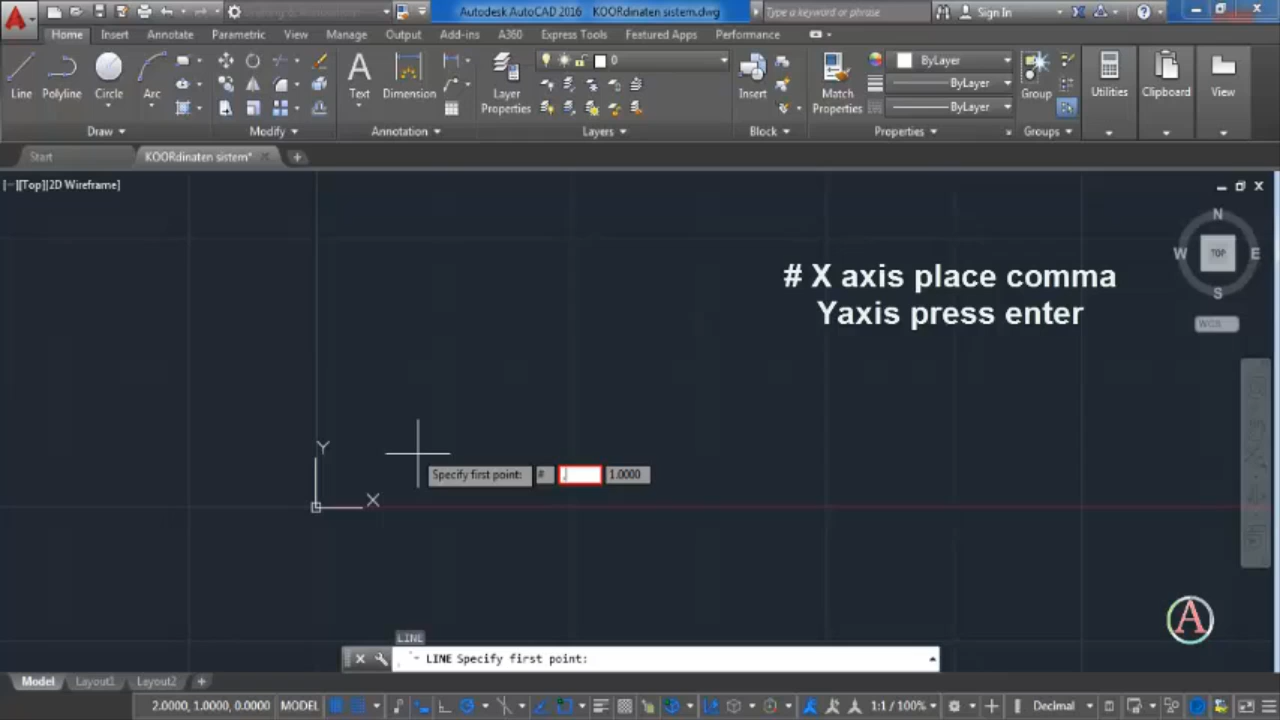 Autodesk AutoCAD 2016 KOORdinaten sistem.dwg
Type a keyword or phrase
Sign In
Home Insert Annotate Parametric View Manage Output Add-ins A360 Express Tools Featured Apps Performance
0
ByLayer
ByLayer
ByLayer
Line Polyline Circle Arc Text Dimension Layer Properties Insert Match Properties Group Utilities Clipboard View
Draw Modify Annotation Layers Block Properties Groups
Start KOORdinaten sistem*
[−][Top][2D Wireframe]
N
W TOP E
S
WCS
# X axis place comma
Yaxis press enter
Y
X
Specify first point: # 1.0000
A
LINE
LINE Specify first point:
Model Layout1 Layout2
2.0000, 1.0000, 0.0000 MODEL 1:1 / 100% Decimal